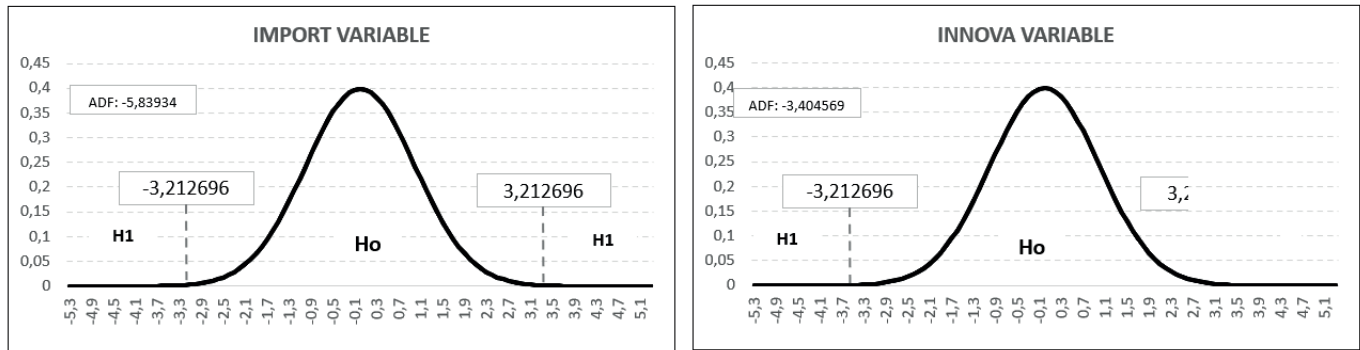 IMPORT VARIABLE
0,45
0,4
0,35
0,3
0,25
0,2
0,15
0,1
0,05
0
ADF: -5,83934
-3,212696
3,212696
H1
Ho
H1
-5,3 -4,9 -4,5 -4,1 -3,7 -3,3 -2,9 -2,5 -2,1 -1,7 -1,3 -0,9 -0,5 -0,1 0,3 0,7 1,1 1,5 1,9 2,3 2,7 3,1 3,5 3,9 4,3 4,7 5,1
INNOVA VARIABLE
0,45
0,4
0,35
0,3
0,25
0,2
0,15
0,1
0,05
0
ADF: -3,404569
-3,212696
H1
Ho
-5,3 -4,9 -4,5 -4,1 -3,7 -3,3 -2,9 -2,5 -2,1 -1,7 -1,3 -0,9 -0,5 -0,1 0,3 0,7 1,1 1,5 1,9 2,3 2,7 3,1 3,5 3,9 4,3 4,7 5,1